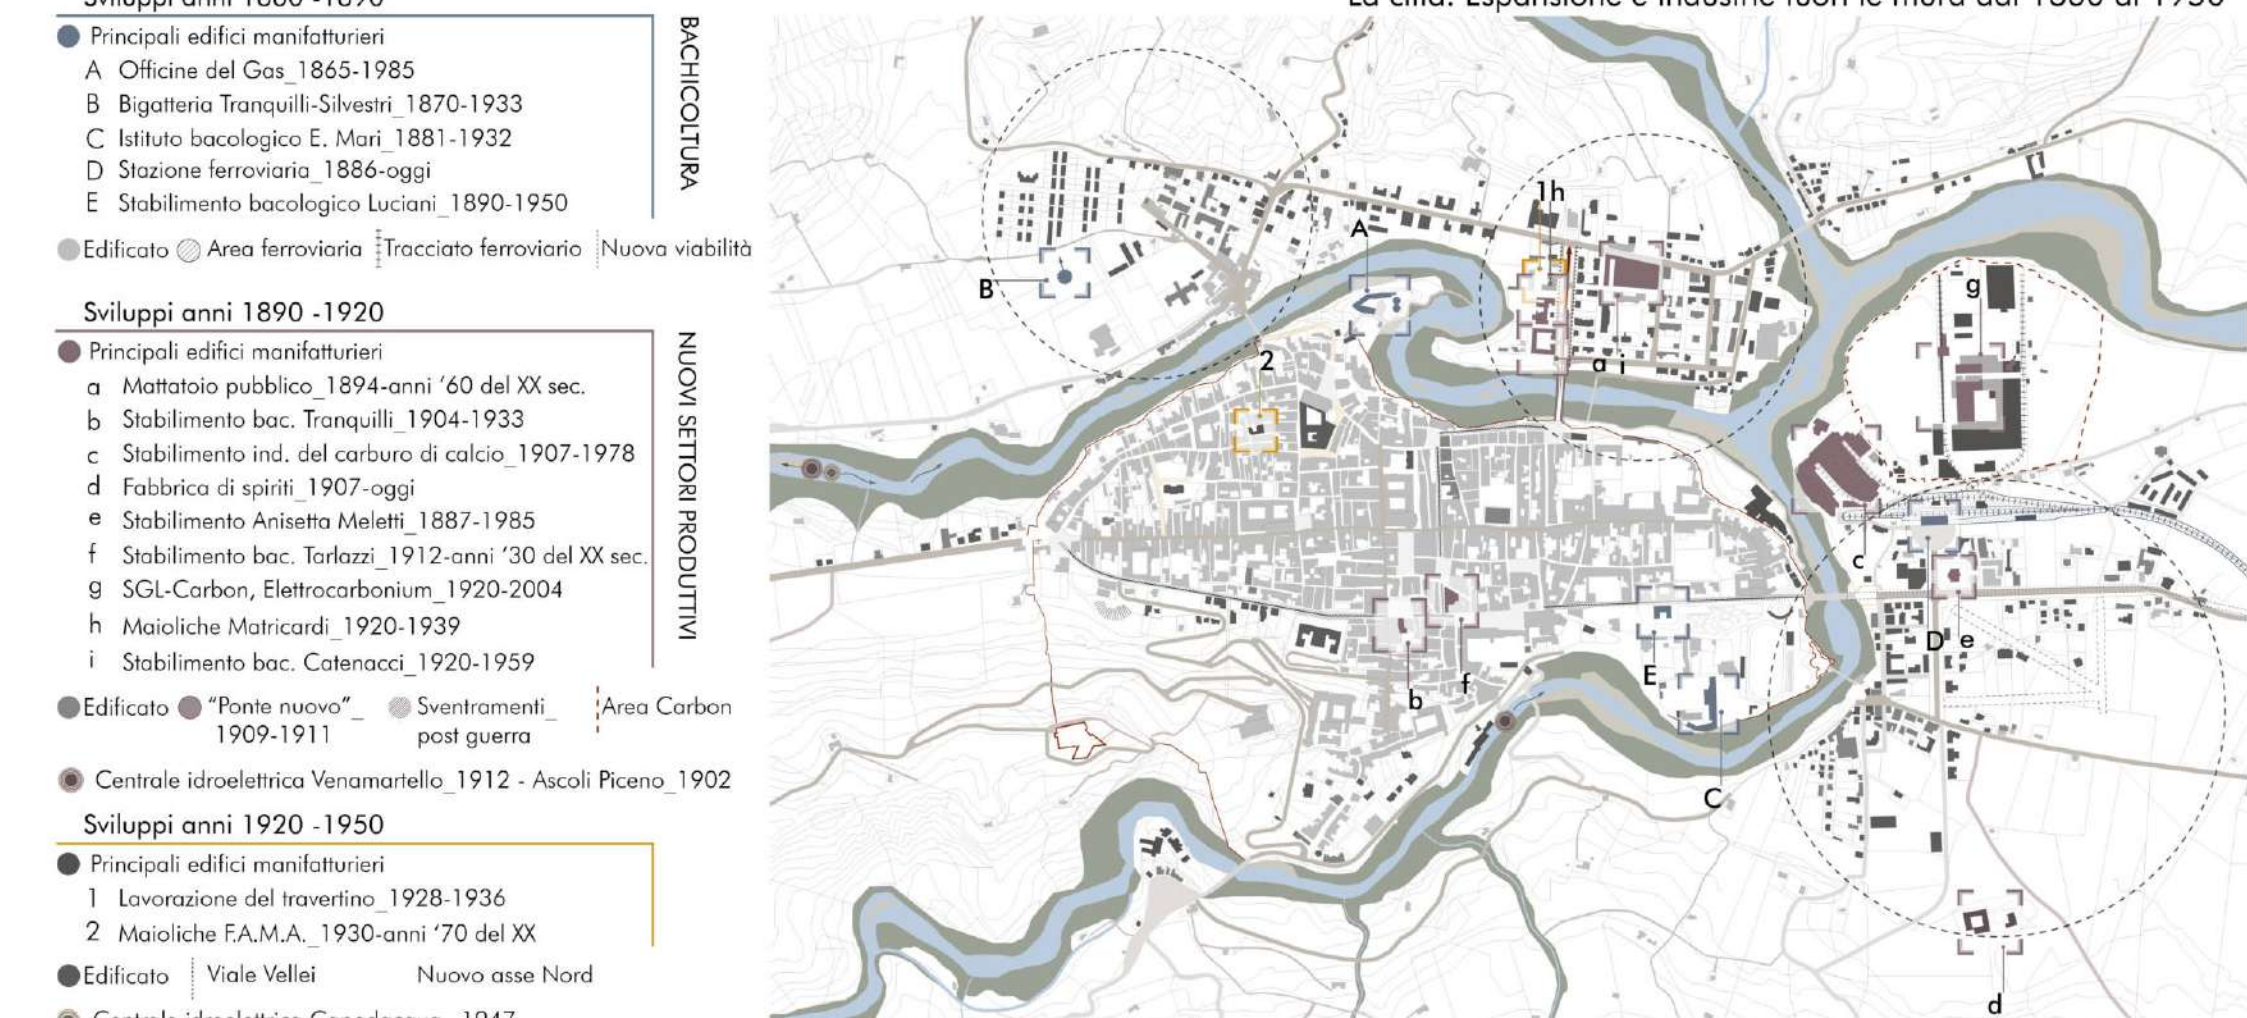 Sviluppi anni 1860 -1890
La città: Espansione e industrie fuori le mura dal 1860 al 1950
Principali edifici manifatturieri
A Officine del Gas_1865-1985
B Bigatteria Tranquilli-Silvestri_1870-1933
C Istituto bacologico E. Mari_1881-1932
D Stazione ferroviaria_1886-oggi
E Stabilimento bacologico Luciani_1890-1950
BACHICOLTURA
Edificato Area ferroviaria Tracciato ferroviario Nuova viabilità
Sviluppi anni 1890 -1920
Principali edifici manifatturieri
a Mattatoio pubblico_1894-anni ‘60 del XX sec.
b Stabilimento bac. Tranquilli_1904-1933
c Stabilimento ind. del carburo di calcio_1907-1978
d Fabbrica di spiriti_1907-oggi
e Stabilimento Anisetta Meletti_1887-1985
f Stabilimento bac. Tarlazzi_1912-anni ‘30 del XX sec.
g SGL-Carbon, Elettrocarbonium_1920-2004
h Maioliche Matricardi_1920-1939
i Stabilimento bac. Catenacci_1920-1959
NUOVI SETTORI PRODUTTIVI
Edificato “Ponte nuovo”_ Sventramenti_ Area Carbon
1909-1911 post guerra
Centrale idroelettrica Venamartello_1912 - Ascoli Piceno_1902
Sviluppi anni 1920 -1950
Principali edifici manifatturieri
1 Lavorazione del travertino_1928-1936
2 Maioliche F.A.M.A._1930-anni ‘70 del XX
Edificato Viale Vellei Nuovo asse Nord
Centrale idroelettrica Capodacqua_1947
1h
A
B
g
2
a i
c
D e
E
b
f
C
d